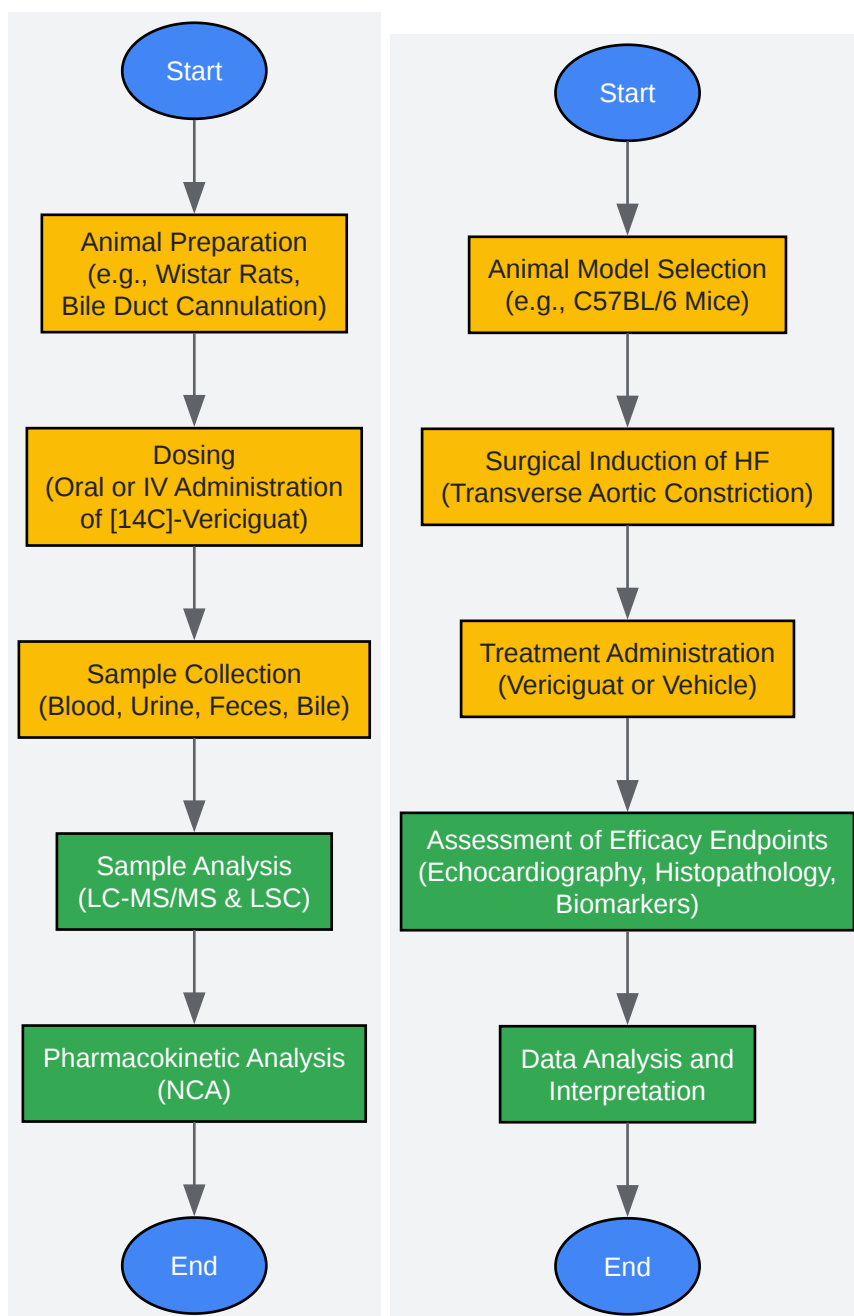 Start
Animal Preparation
(e.g., Wistar Rats,
Bile Duct Cannulation)
Dosing
(Oral or IV Administration
of [14C]-Vericiguat)
Sample Collection
(Blood, Urine, Feces, Bile)
Sample Analysis
(LC-MS/MS & LSC)
Pharmacokinetic Analysis
(NCA)
End
Start
Animal Model Selection
(e.g., C57BL/6 Mice)
Surgical Induction of HF
(Transverse Aortic Constriction)
Treatment Administration
(Vericiguat or Vehicle)
Assessment of Efficacy Endpoints
(Echocardiography, Histopathology,
Biomarkers)
Data Analysis and
Interpretation
End